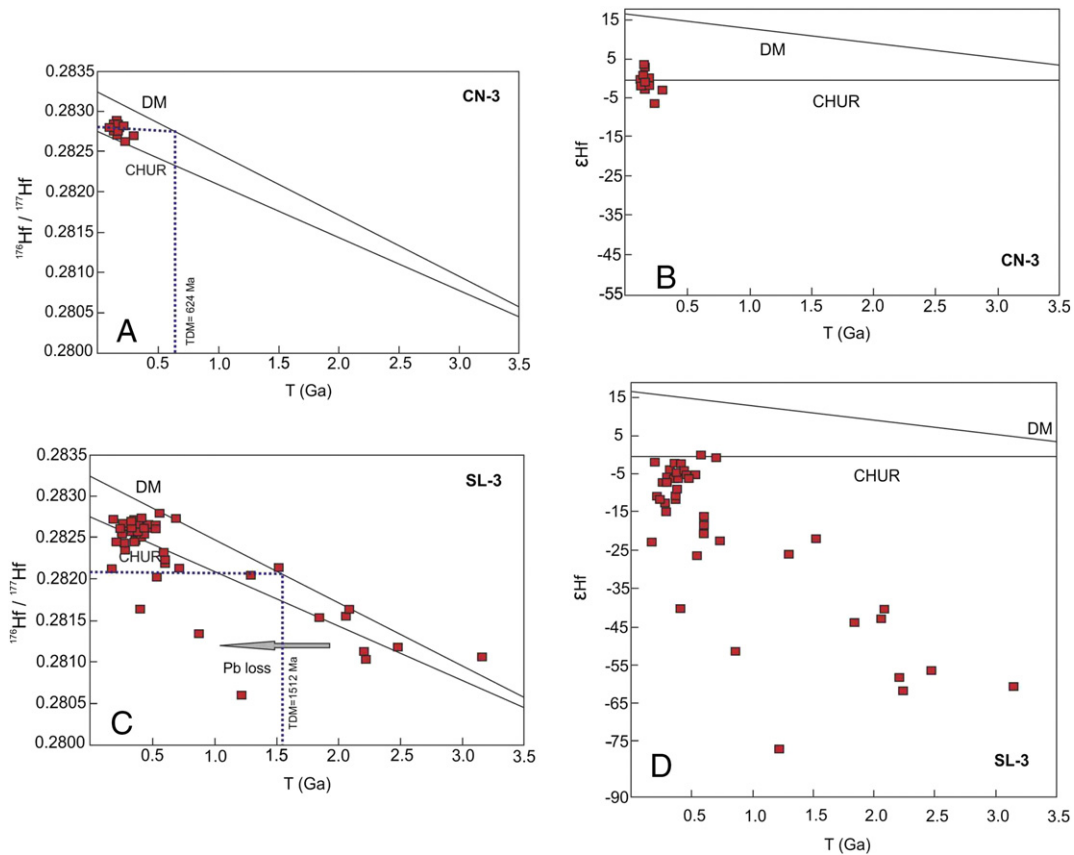 0.2835
0.2830
0.2825
0.2820
0.2815
0.2810
0.2805
0.2800
¹⁷⁶Hf / ¹⁷⁷Hf
DM
CHUR
CN-3
TDM= 624 Ma
A
0.5 1.0 1.5 2.0 2.5 3.0 3.5
T (Ga)
15
5
-5
-15
-25
-35
-45
-55
εHf
DM
CHUR
CN-3
B
0.5 1.0 1.5 2.0 2.5 3.0 3.5
T (Ga)
0.2835
0.2830
0.2825
0.2820
0.2815
0.2810
0.2805
0.2800
¹⁷⁶Hf / ¹⁷⁷Hf
SL-3
DM
CHUR
Pb loss
TDM=1512 Ma
C
0.5 1.0 1.5 2.0 2.5 3.0 3.5
T (Ga)
15
5
-5
-15
-25
-35
-45
-55
-65
-75
-90
εHf
DM
CHUR
D
SL-3
0.5 1.0 1.5 2.0 2.5 3.0 3.5
T (Ga)